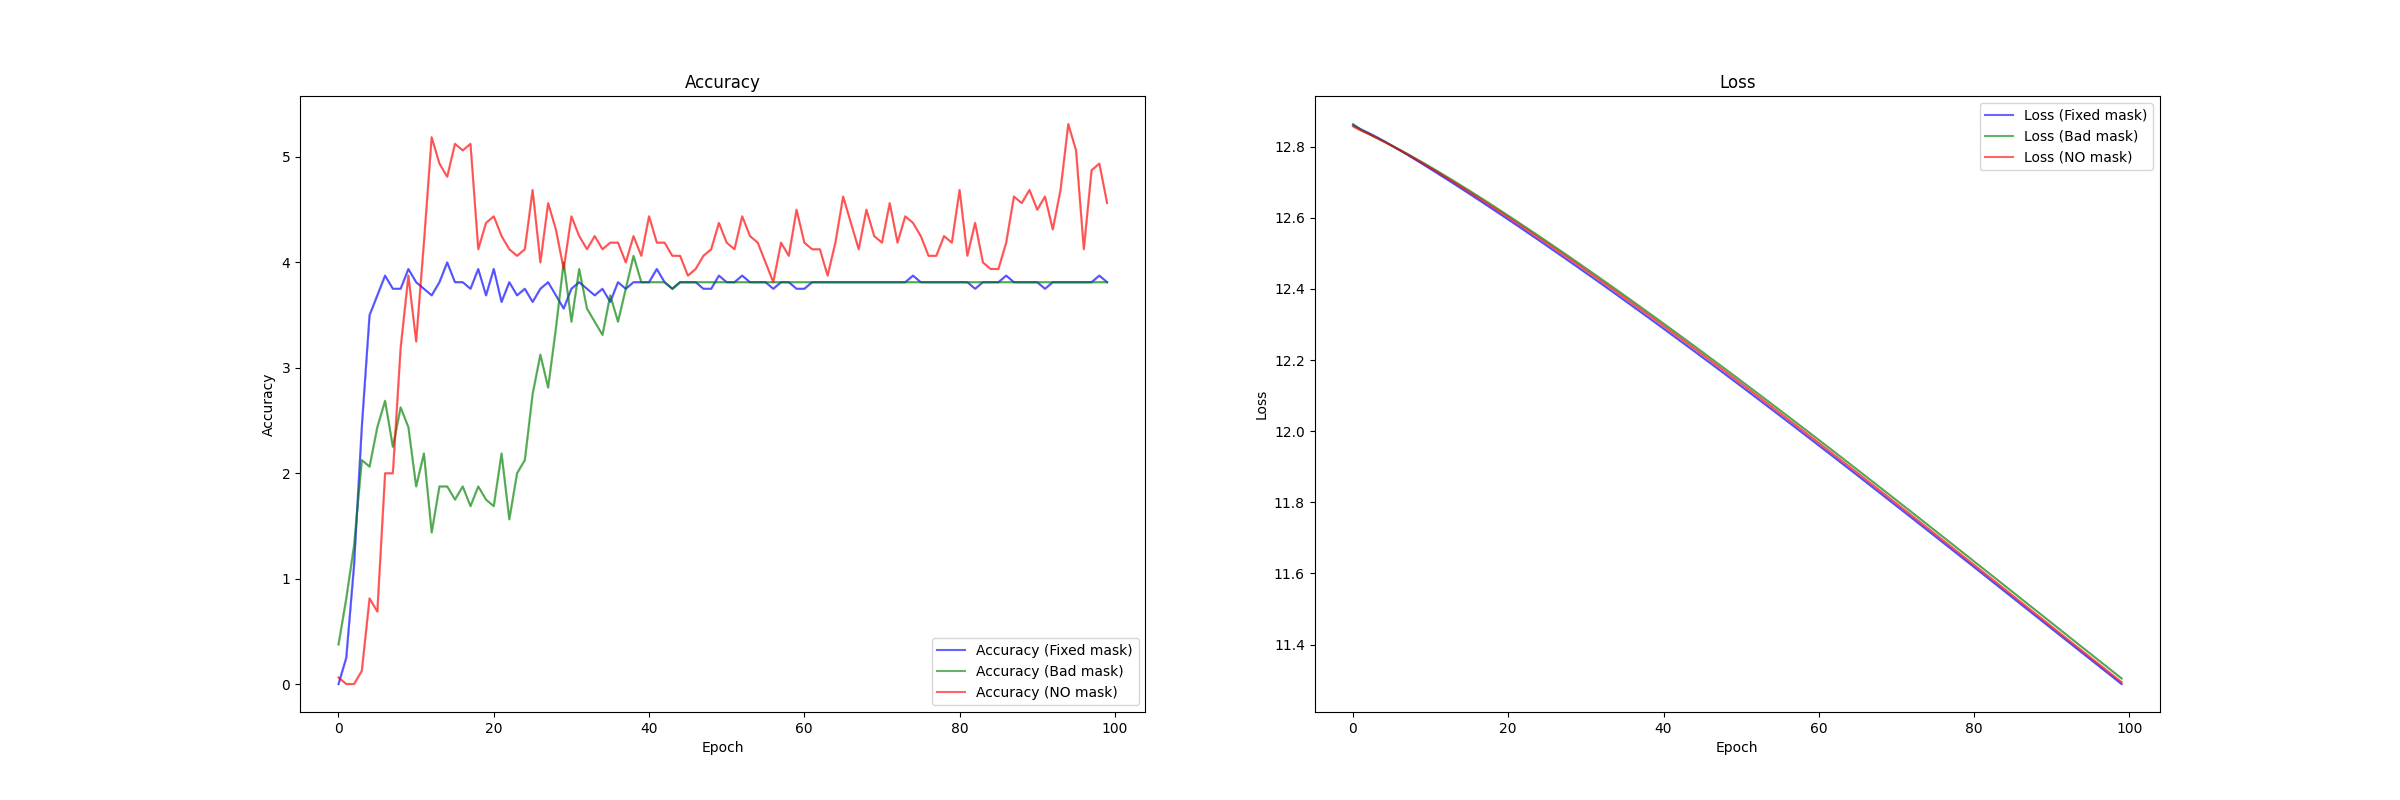 Accuracy
5
4
3
2
1
0
Accuracy
0 20 40 60 80 100
Epoch
Accuracy (Fixed mask)
Accuracy (Bad mask)
Accuracy (NO mask)
Loss
12.8
12.6
12.4
12.2
12.0
11.8
11.6
11.4
Loss
0 20 40 60 80 100
Epoch
Loss (Fixed mask)
Loss (Bad mask)
Loss (NO mask)